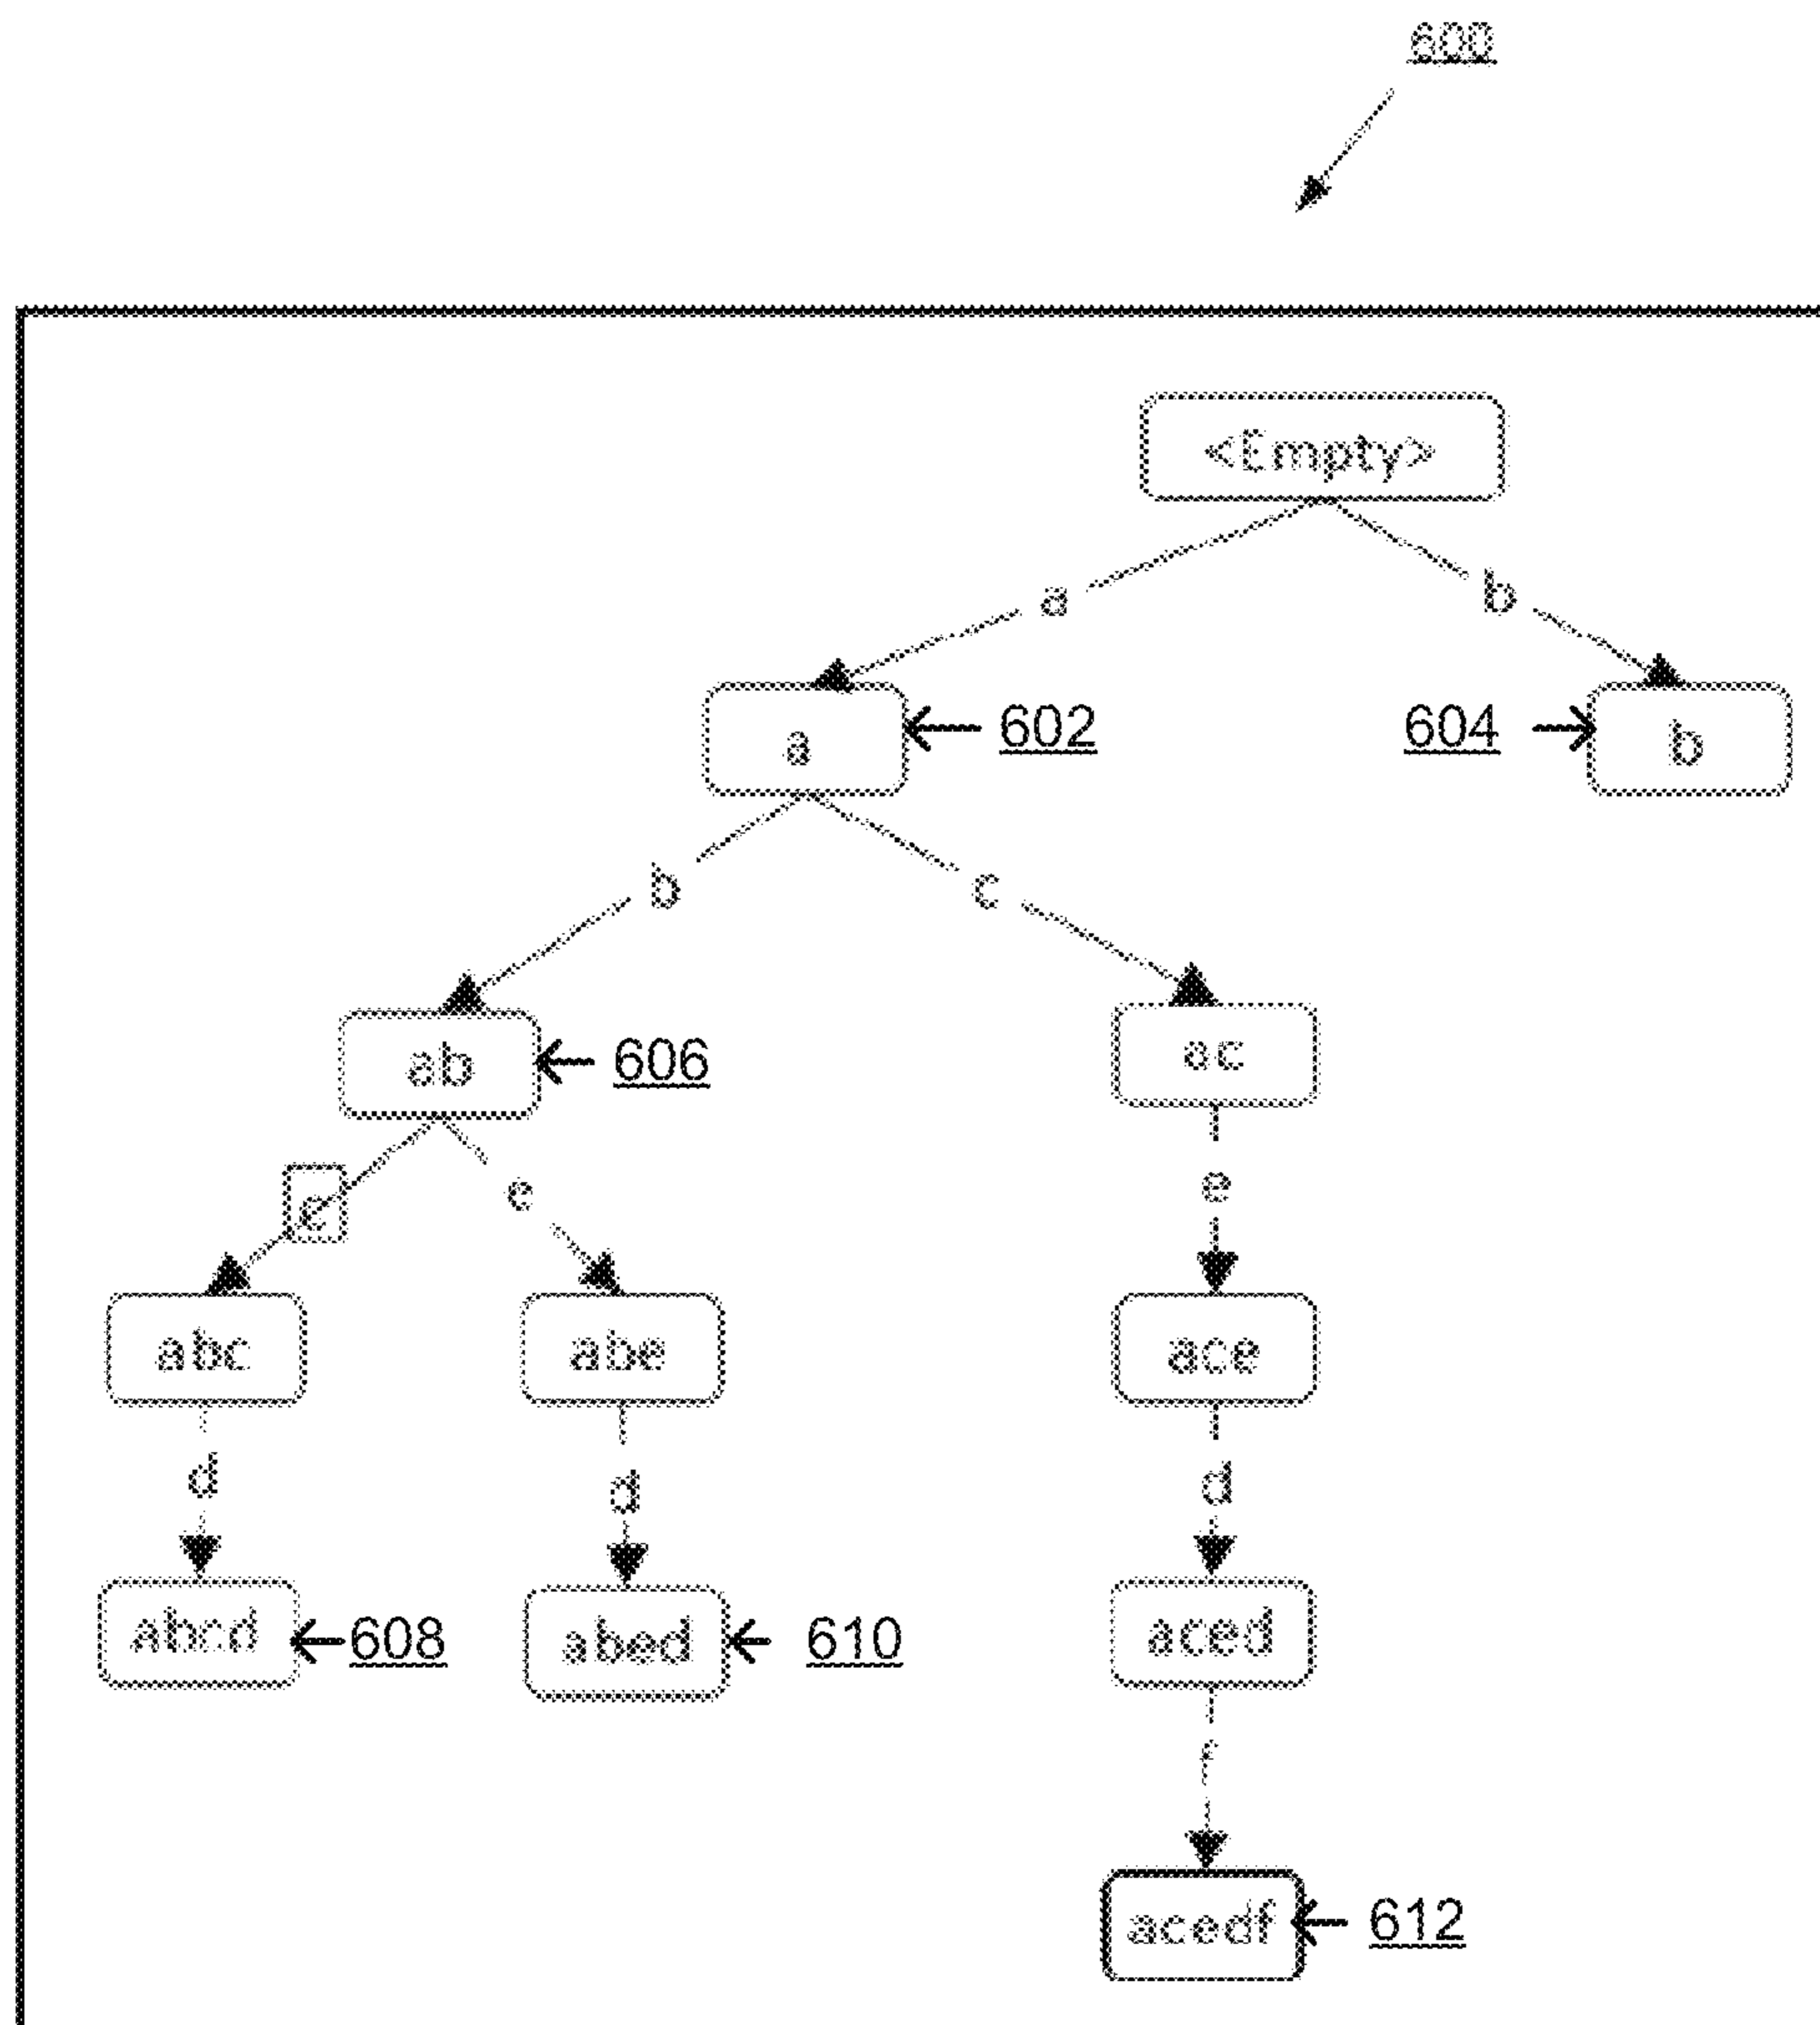 600
<Empty>
a b
a 602 604 b
b c
ab 606 ac
c e e
abc abe ace
d d d
abcd 608 abed 610 aced
f
acedf 612